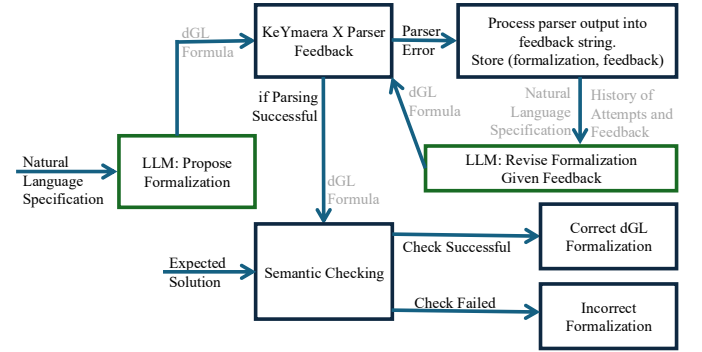 dGL
Formula
KeYmaera X Parser
Feedback
Parser
Error
Process parser output into
feedback string.
Store (formalization, feedback)
if Parsing
Successful
dGL
Formula
Natural
Language
Specification
History of
Attempts and
Feedback
Natural
Language
Specification
LLM: Propose
Formalization
LLM: Revise Formalization
Given Feedback
dGL
Formula
Expected
Solution
Semantic Checking
Check Successful
Correct dGL
Formalization
Check Failed
Incorrect
Formalization